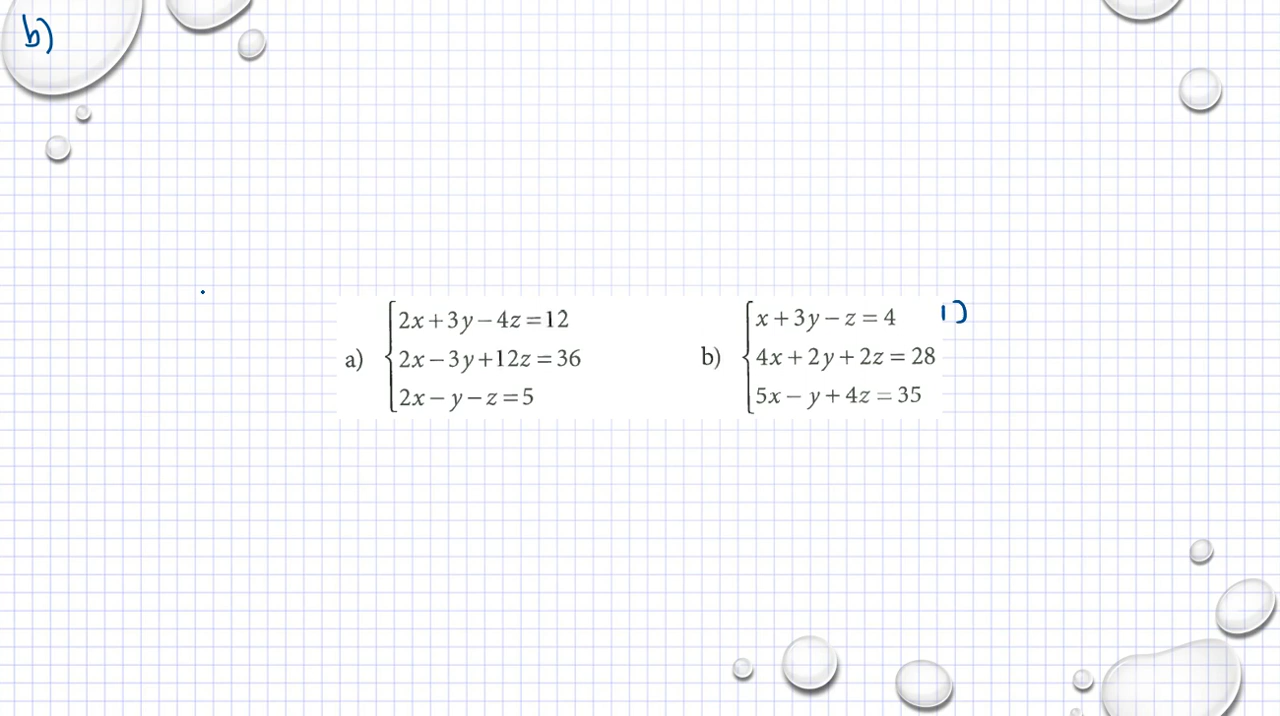 b)
a)
2x+3y−4z=12
2x−3y+12z=36
2x−y−z=5
b)
x+3y−z=4 1)
4x+2y+2z=28
5x−y+4z=35